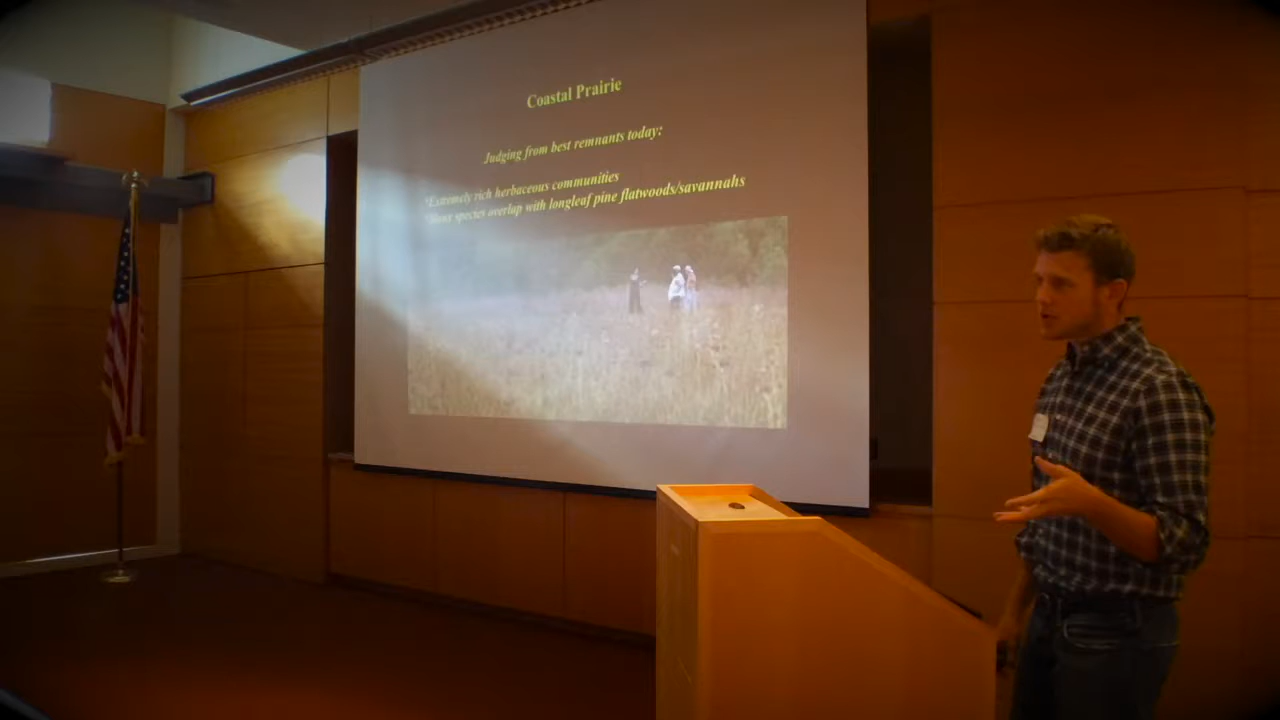 Coastal Prairie
Judging from best remnants today:
*Extremely rich herbaceous communities
species overlap with longleaf pine flatwoods/savannahs